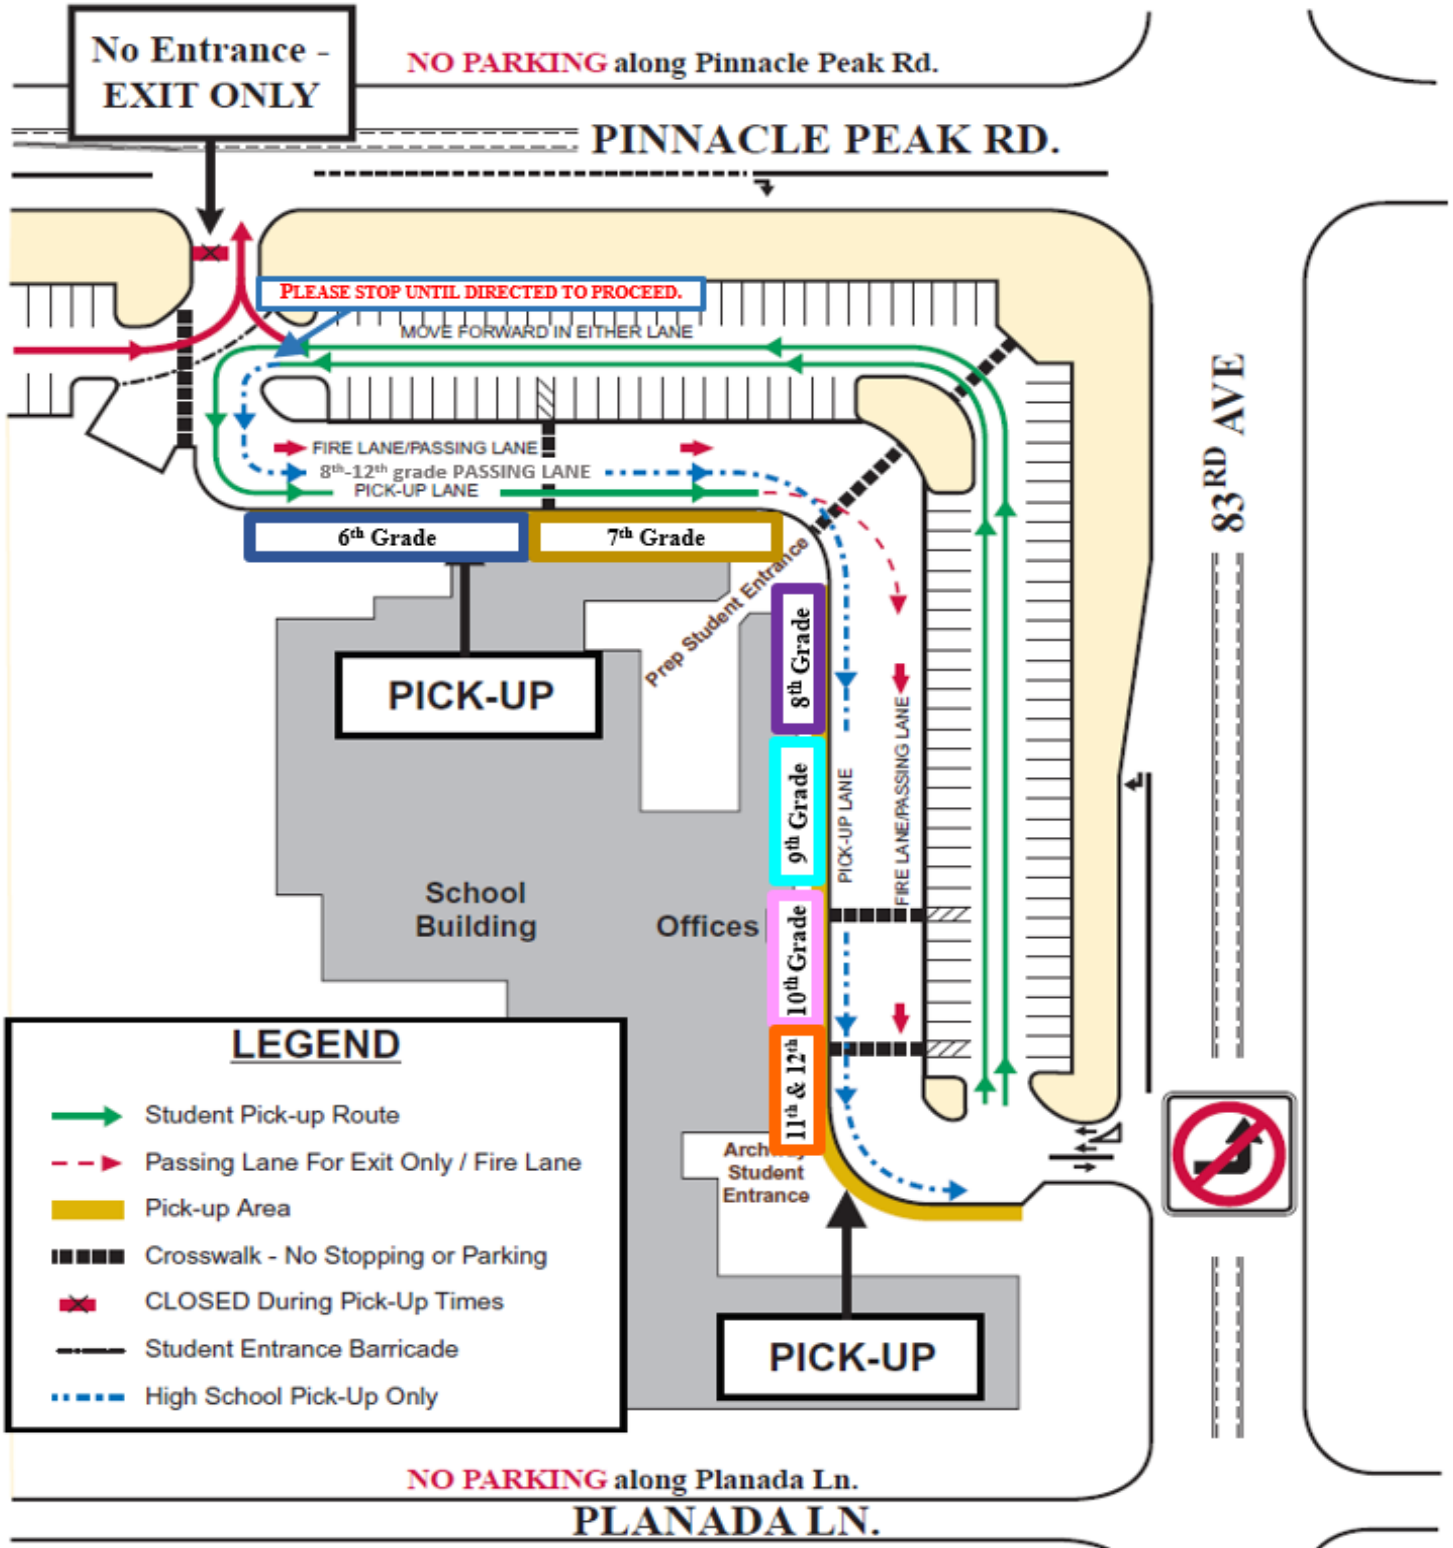 No Entrance -
EXIT ONLY
NO PARKING along Pinnacle Peak Rd.
PINNACLE PEAK RD.
PLEASE STOP UNTIL DIRECTED TO PROCEED.
MOVE FORWARD IN EITHER LANE
FIRE LANE/PASSING LANE
8th-12th grade PASSING LANE
PICK-UP LANE
6th Grade
7th Grade
Prep Student Entrance
83RD AVE
PICK-UP
8th Grade
9th Grade
10th Grade
11th & 12th
PICK-UP LANE
FIRE LANE/PASSING LANE
School
Building
Offices
Archway
Student
Entrance
PICK-UP
LEGEND
Student Pick-up Route
Passing Lane For Exit Only / Fire Lane
Pick-up Area
Crosswalk - No Stopping or Parking
CLOSED During Pick-Up Times
Student Entrance Barricade
High School Pick-Up Only
NO PARKING along Planada Ln.
PLANADA LN.